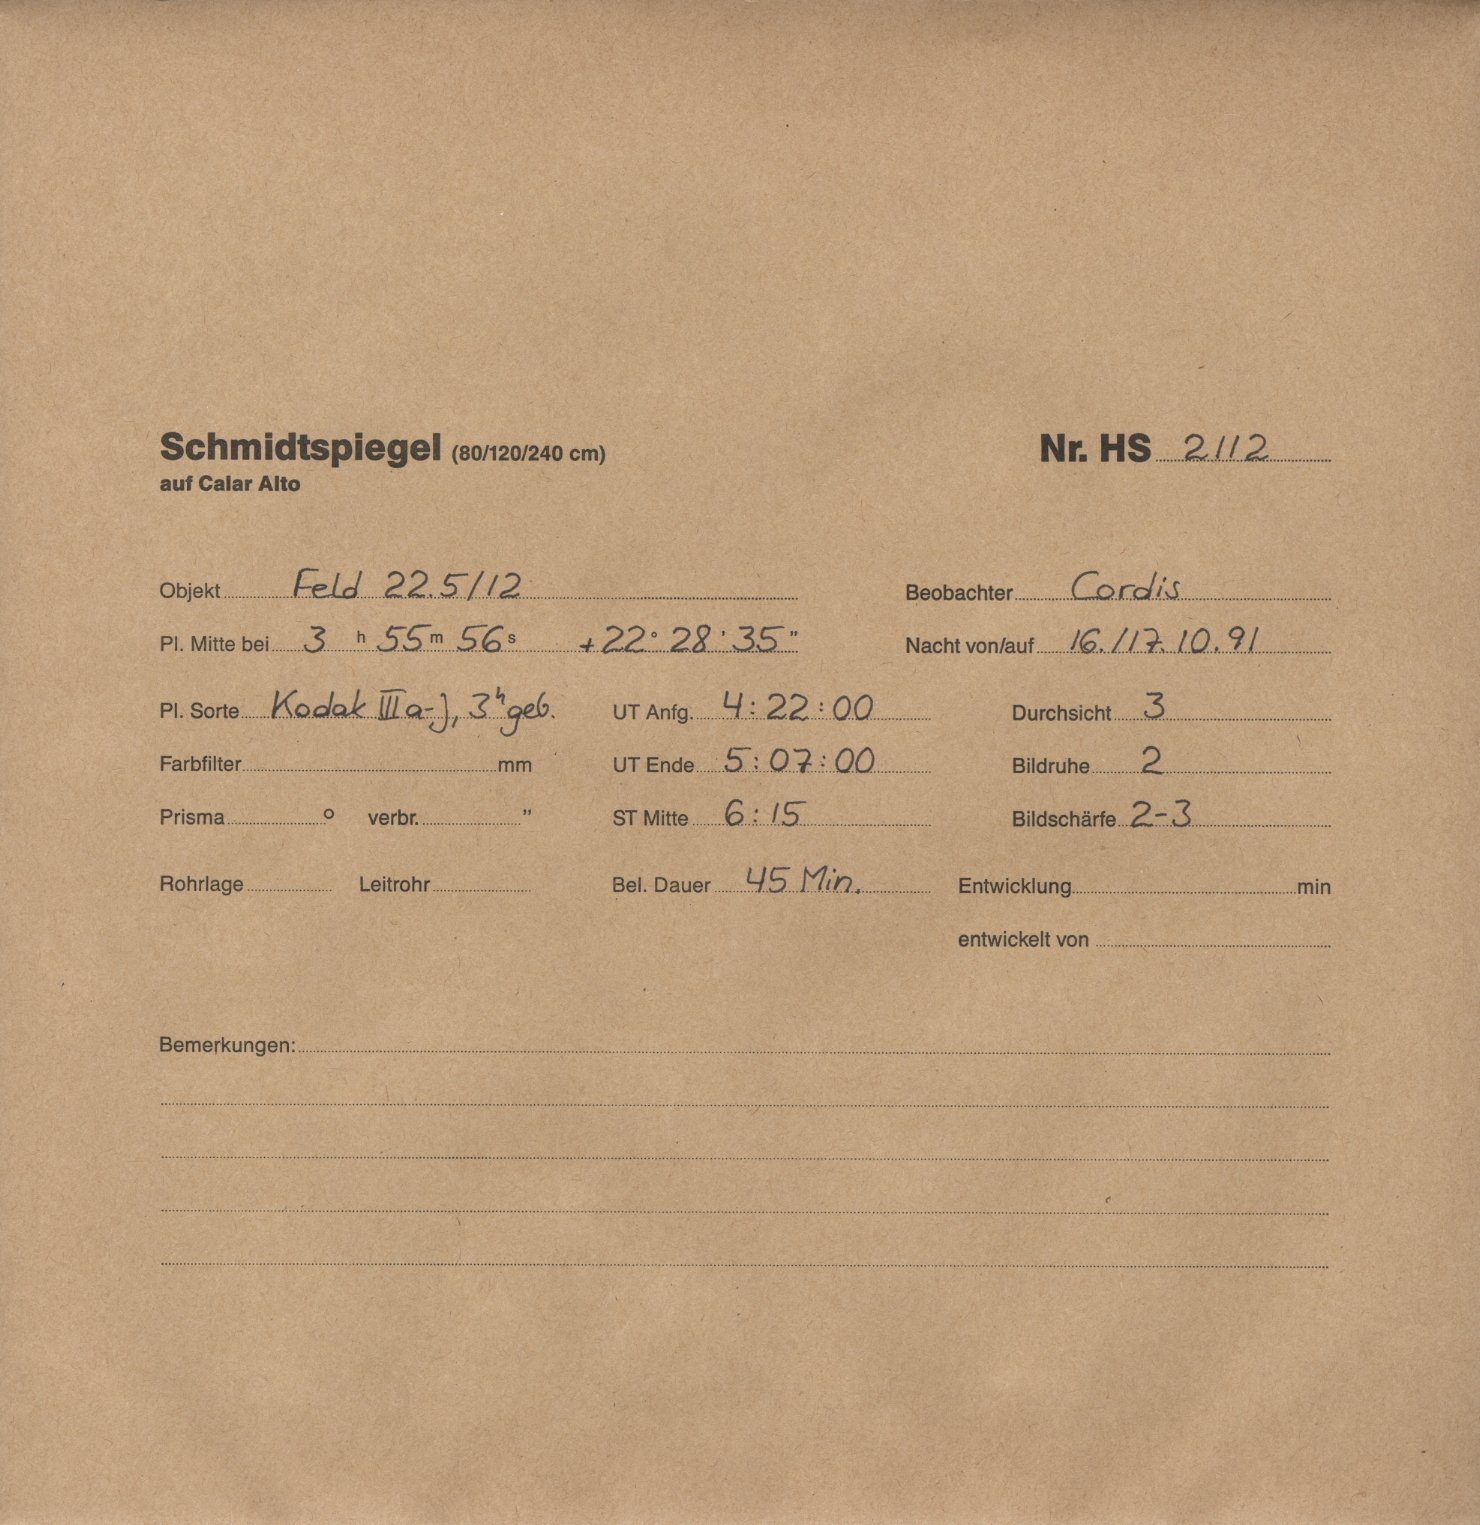 Schmidtspiegel (80/120/240 cm) Nr. HS 2112
auf Calar Alto
Objekt Feld 22.5/12 Beobachter Cordis
Pl. Mitte bei 3 h 55 m 56 s +22° 28' 35" Nacht von/auf 16./17.10.91
Pl. Sorte Kodak IIIa-J, 3h geb. UT Anfg. 4:22:00 Durchsicht 3
Farbfilter mm UT Ende 5:07:00 Bildruhe 2
Prisma ° verbr. " ST Mitte 6:15 Bildschärfe 2-3
Rohrlage Leitrohr Bel. Dauer 45 Min. Entwicklung min
entwickelt von
Bemerkungen: